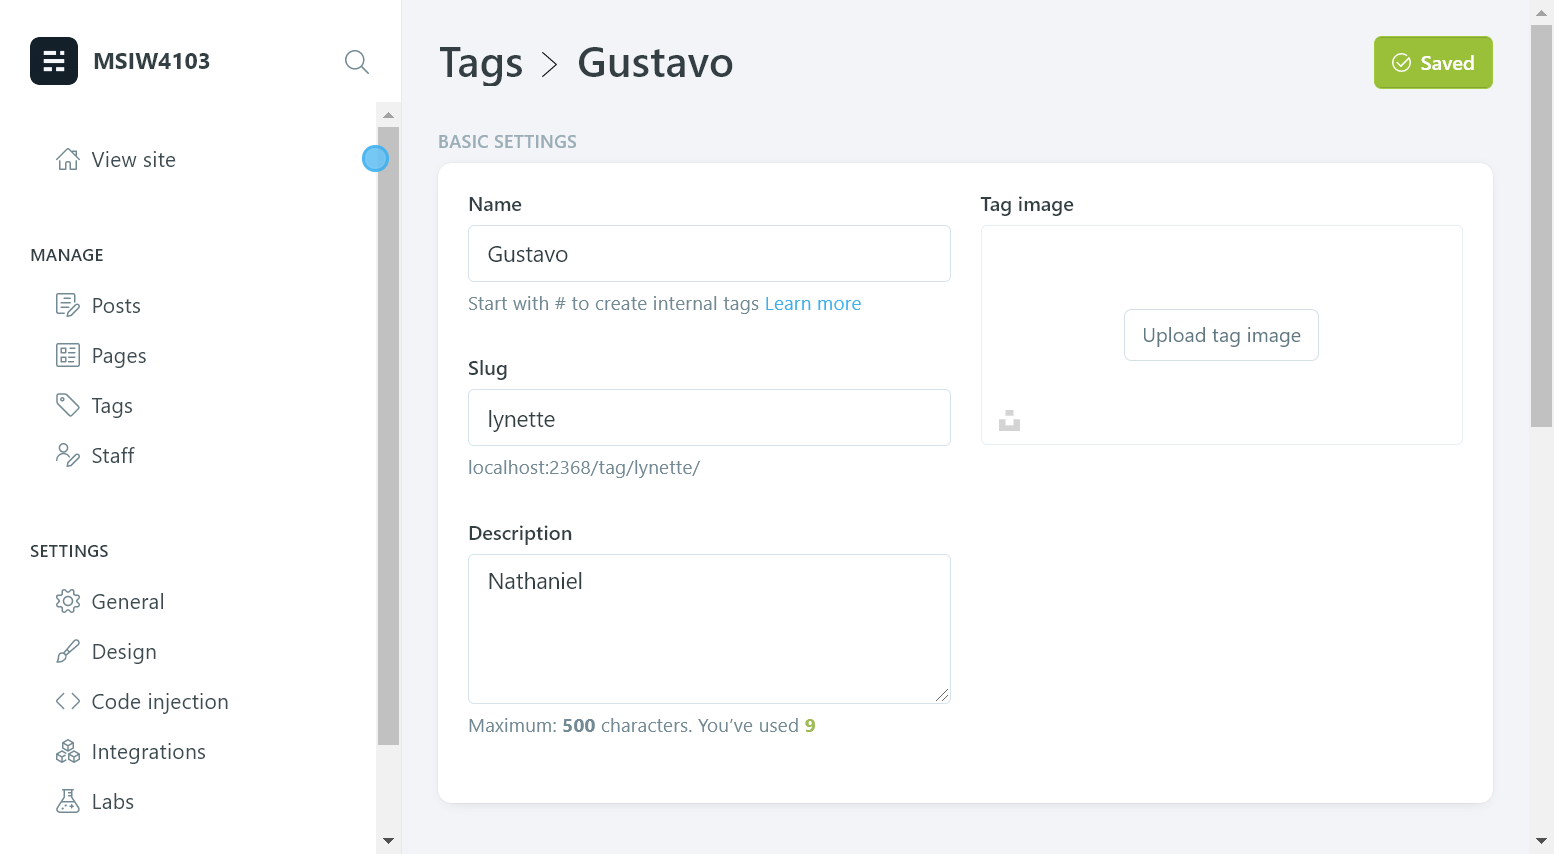 MSIW4103
View site
MANAGE
Posts
Pages
Tags
Staff
SETTINGS
General
Design
Code injection
Integrations
Labs
Tags > Gustavo
Saved
BASIC SETTINGS
Name
Gustavo
Start with # to create internal tags Learn more
Slug
lynette
localhost:2368/tag/lynette/
Description
Nathaniel
Maximum: 500 characters. You’ve used 9
Tag image
Upload tag image